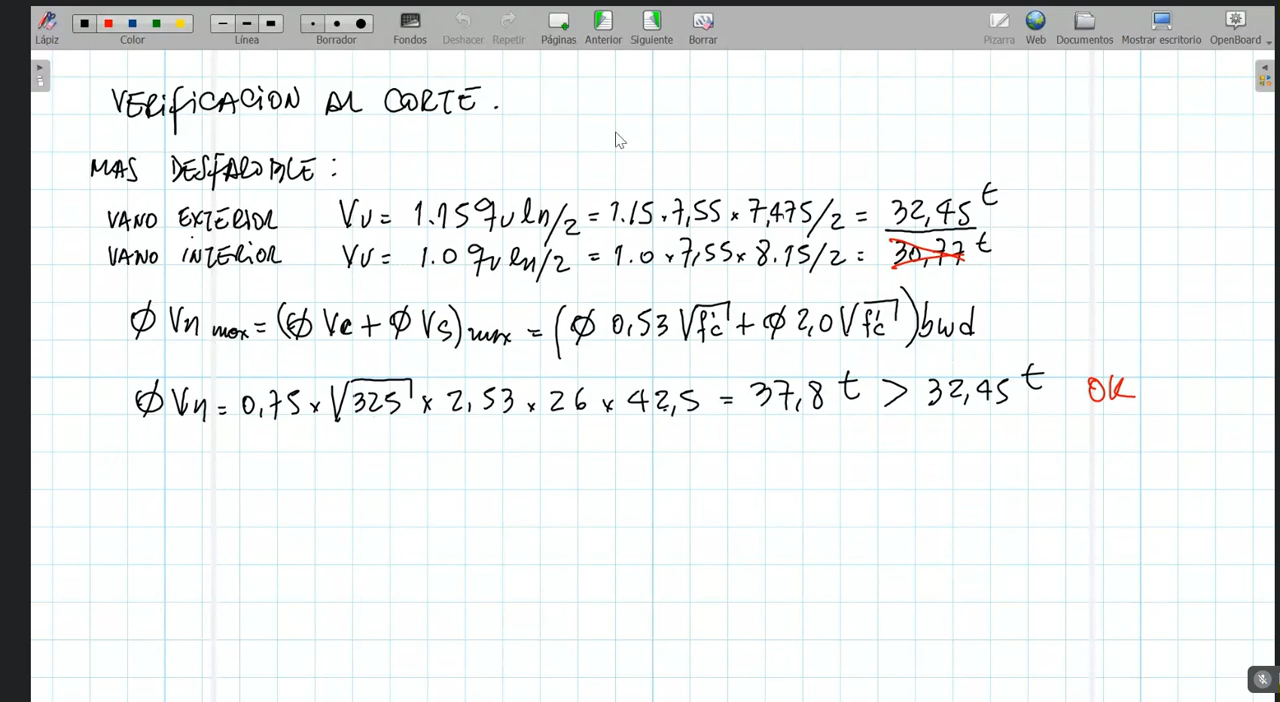 Lápiz Color Línea Borrador Fondos Deshacer Repetir Páginas Anterior Siguiente Borrar Pizarra Web Documentos Mostrar escritorio OpenBoard
VERIFICACION AL CORTE.
MAS DESFAVORABLE:
VANO EXTERIOR Vu = 1.15 qu ln/2 = 1.15 . 7,55 × 7,475/2 = 32,45 t
VANO INTERIOR Vu = 1.0 qu ln/2 = 1.0 × 7,55 × 8.15/2 = 30,77 t
Ø Vn max = (Ø Vc + Ø Vs) max = (Ø 0,53 √fc' + Ø 2,0 √fc') bwd
Ø Vn = 0,75 × √325 × 2,53 × 26 × 42,5 = 37,8 t > 32,45 t OK